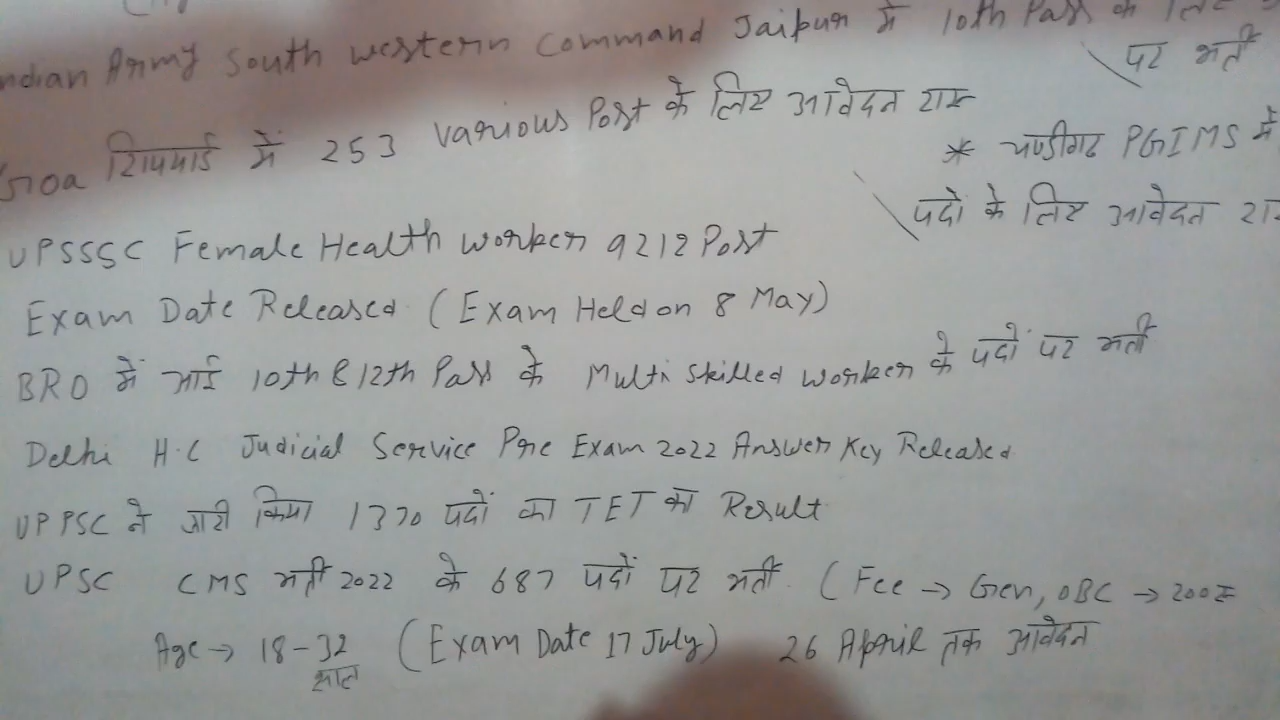 Indian Army South Western Command Jaipur में 10th Pass के लिए
पर भर्ती
Goa शिपयार्ड में 253 various Post के लिए आवेदन शुरू
* चण्डीगढ PGIMS में
पदो के लिए आवेदन
UPSSSC Female Health Worker 9212 Post
Exam Date Released (Exam Held on 8 May)
BRO में आई 10th & 12th Pass के Multi Skilled Worker के पदों पर भर्ती
Delhi H.C Judicial Service Pre Exam 2022 Answer Key Released
UPPSC ने जारी किया 1370 पदों का TET का Result
UPSC CMS भर्ती 2022 के 687 पदों पर भर्ती. (Fee → Gen, OBC → 200रु
Age → 18-32 (Exam Date 17 July) 26 April तक आवेदन
साल